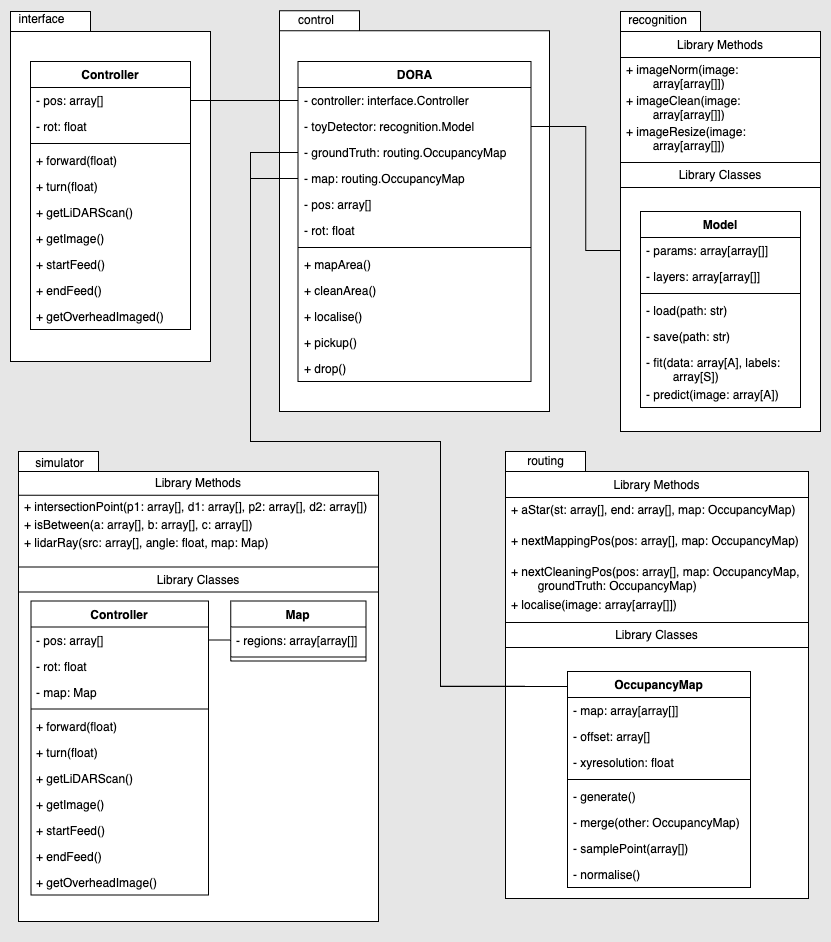 interface
Controller
- pos: array[]
- rot: float
+ forward(float)
+ turn(float)
+ getLiDARScan()
+ getImage()
+ startFeed()
+ endFeed()
+ getOverheadImaged()
control
DORA
- controller: interface.Controller
- toyDetector: recognition.Model
- groundTruth: routing.OccupancyMap
- map: routing.OccupancyMap
- pos: array[]
- rot: float
+ mapArea()
+ cleanArea()
+ localise()
+ pickup()
+ drop()
recognition
Library Methods
+ imageNorm(image:
array[array[]])
+ imageClean(image:
array[array[]])
+ imageResize(image:
array[array[]])
Library Classes
Model
- params: array[array[]]
- layers: array[array[]]
- load(path: str)
- save(path: str)
- fit(data: array[A], labels:
array[S])
- predict(image: array[A])
simulator
Library Methods
+ intersectionPoint(p1: array[], d1: array[], p2: array[], d2: array[])
+ isBetween(a: array[], b: array[], c: array[])
+ lidarRay(src: array[], angle: float, map: Map)
Library Classes
Controller
- pos: array[]
- rot: float
- map: Map
+ forward(float)
+ turn(float)
+ getLiDARScan()
+ getImage()
+ startFeed()
+ endFeed()
+ getOverheadImage()
Map
- regions: array[array[]]
routing
Library Methods
+ aStar(st: array[], end: array[], map: OccupancyMap)
+ nextMappingPos(pos: array[], map: OccupancyMap)
+ nextCleaningPos(pos: array[], map: OccupancyMap,
groundTruth: OccupancyMap)
+ localise(image: array[array[]])
Library Classes
OccupancyMap
- map: array[array[]]
- offset: array[]
- xyresolution: float
- generate()
- merge(other: OccupancyMap)
- samplePoint(array[])
- normalise()